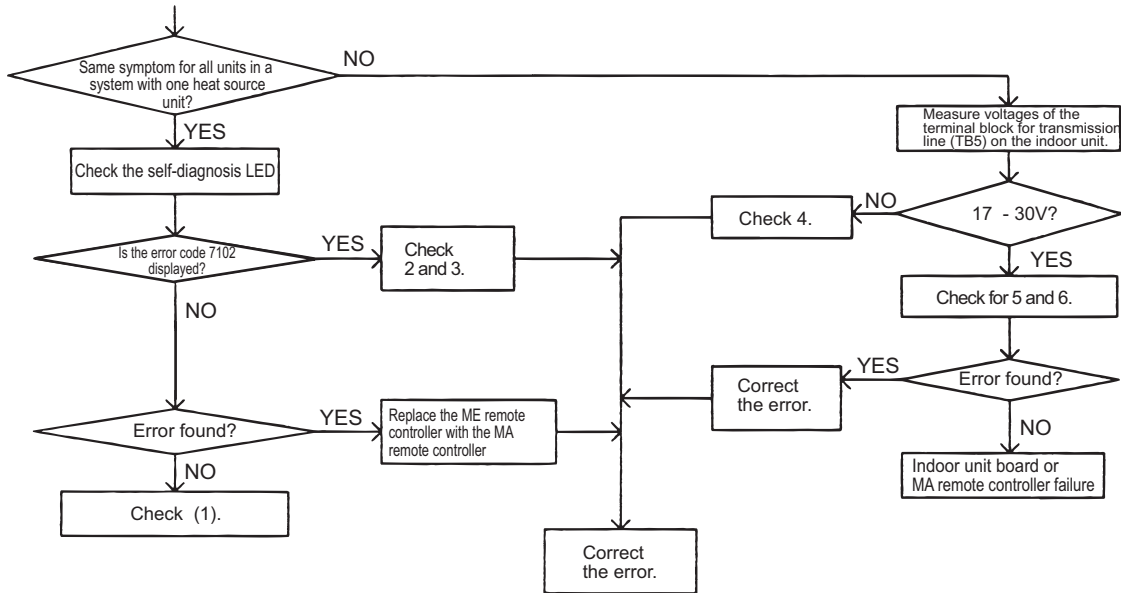 Same symptom for all units in a
system with one heat source
unit?
NO
YES
Check the self-diagnosis LED
Is the error code 7102
displayed?
YES
Check
2 and 3.
NO
Error found?
YES
Replace the ME remote
controller with the MA
remote controller
NO
Check (1).
Measure voltages of the
terminal block for transmission
line (TB5) on the indoor unit.
17 - 30V?
NO
Check 4.
YES
Check for 5 and 6.
Error found?
YES
Correct
the error.
NO
Indoor unit board or
MA remote controller failure
Correct
the error.